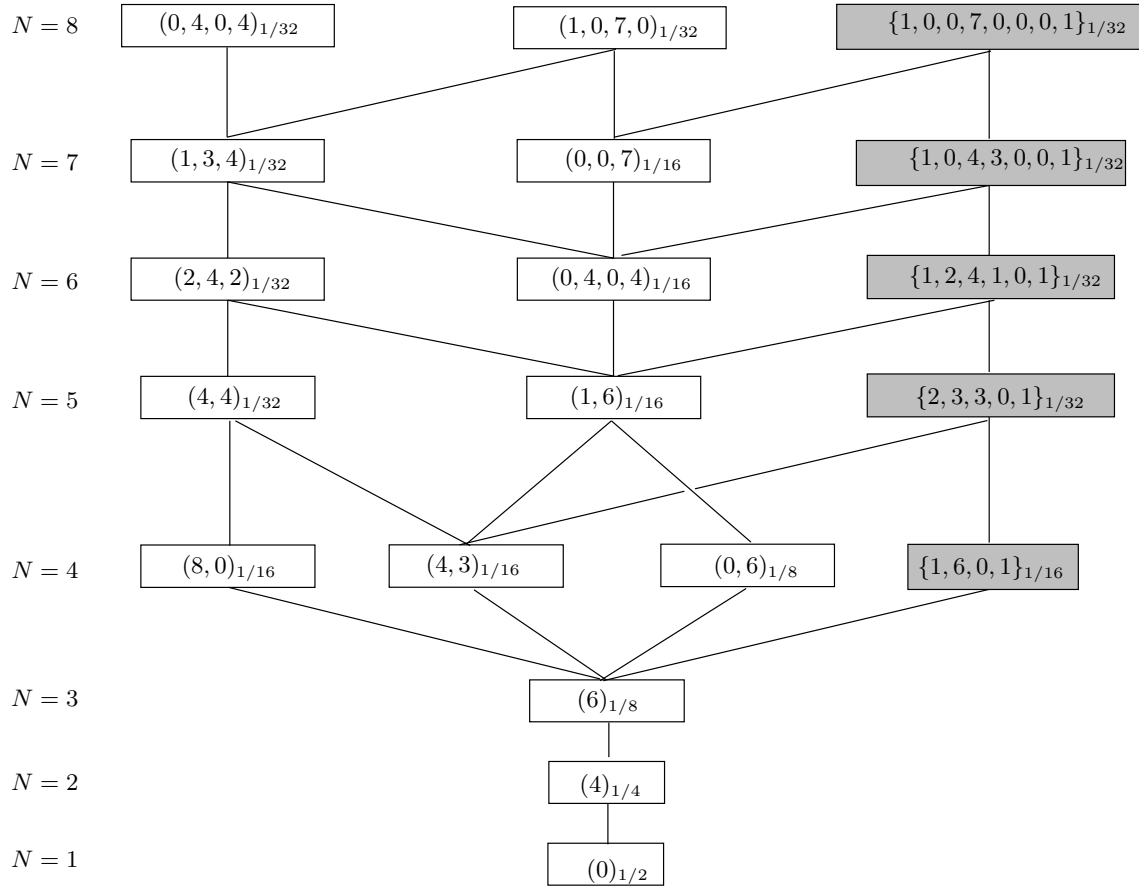 N = 8 (0, 4, 0, 4)1/32 (1, 0, 7, 0)1/32 {1, 0, 0, 7, 0, 0, 0, 1}1/32
N = 7 (1, 3, 4)1/32 (0, 0, 7)1/16 {1, 0, 4, 3, 0, 0, 1}1/32
N = 6 (2, 4, 2)1/32 (0, 4, 0, 4)1/16 {1, 2, 4, 1, 0, 1}1/32
N = 5 (4, 4)1/32 (1, 6)1/16 {2, 3, 3, 0, 1}1/32
N = 4 (8, 0)1/16 (4, 3)1/16 (0, 6)1/8 {1, 6, 0, 1}1/16
N = 3 (6)1/8
N = 2 (4)1/4
N = 1 (0)1/2